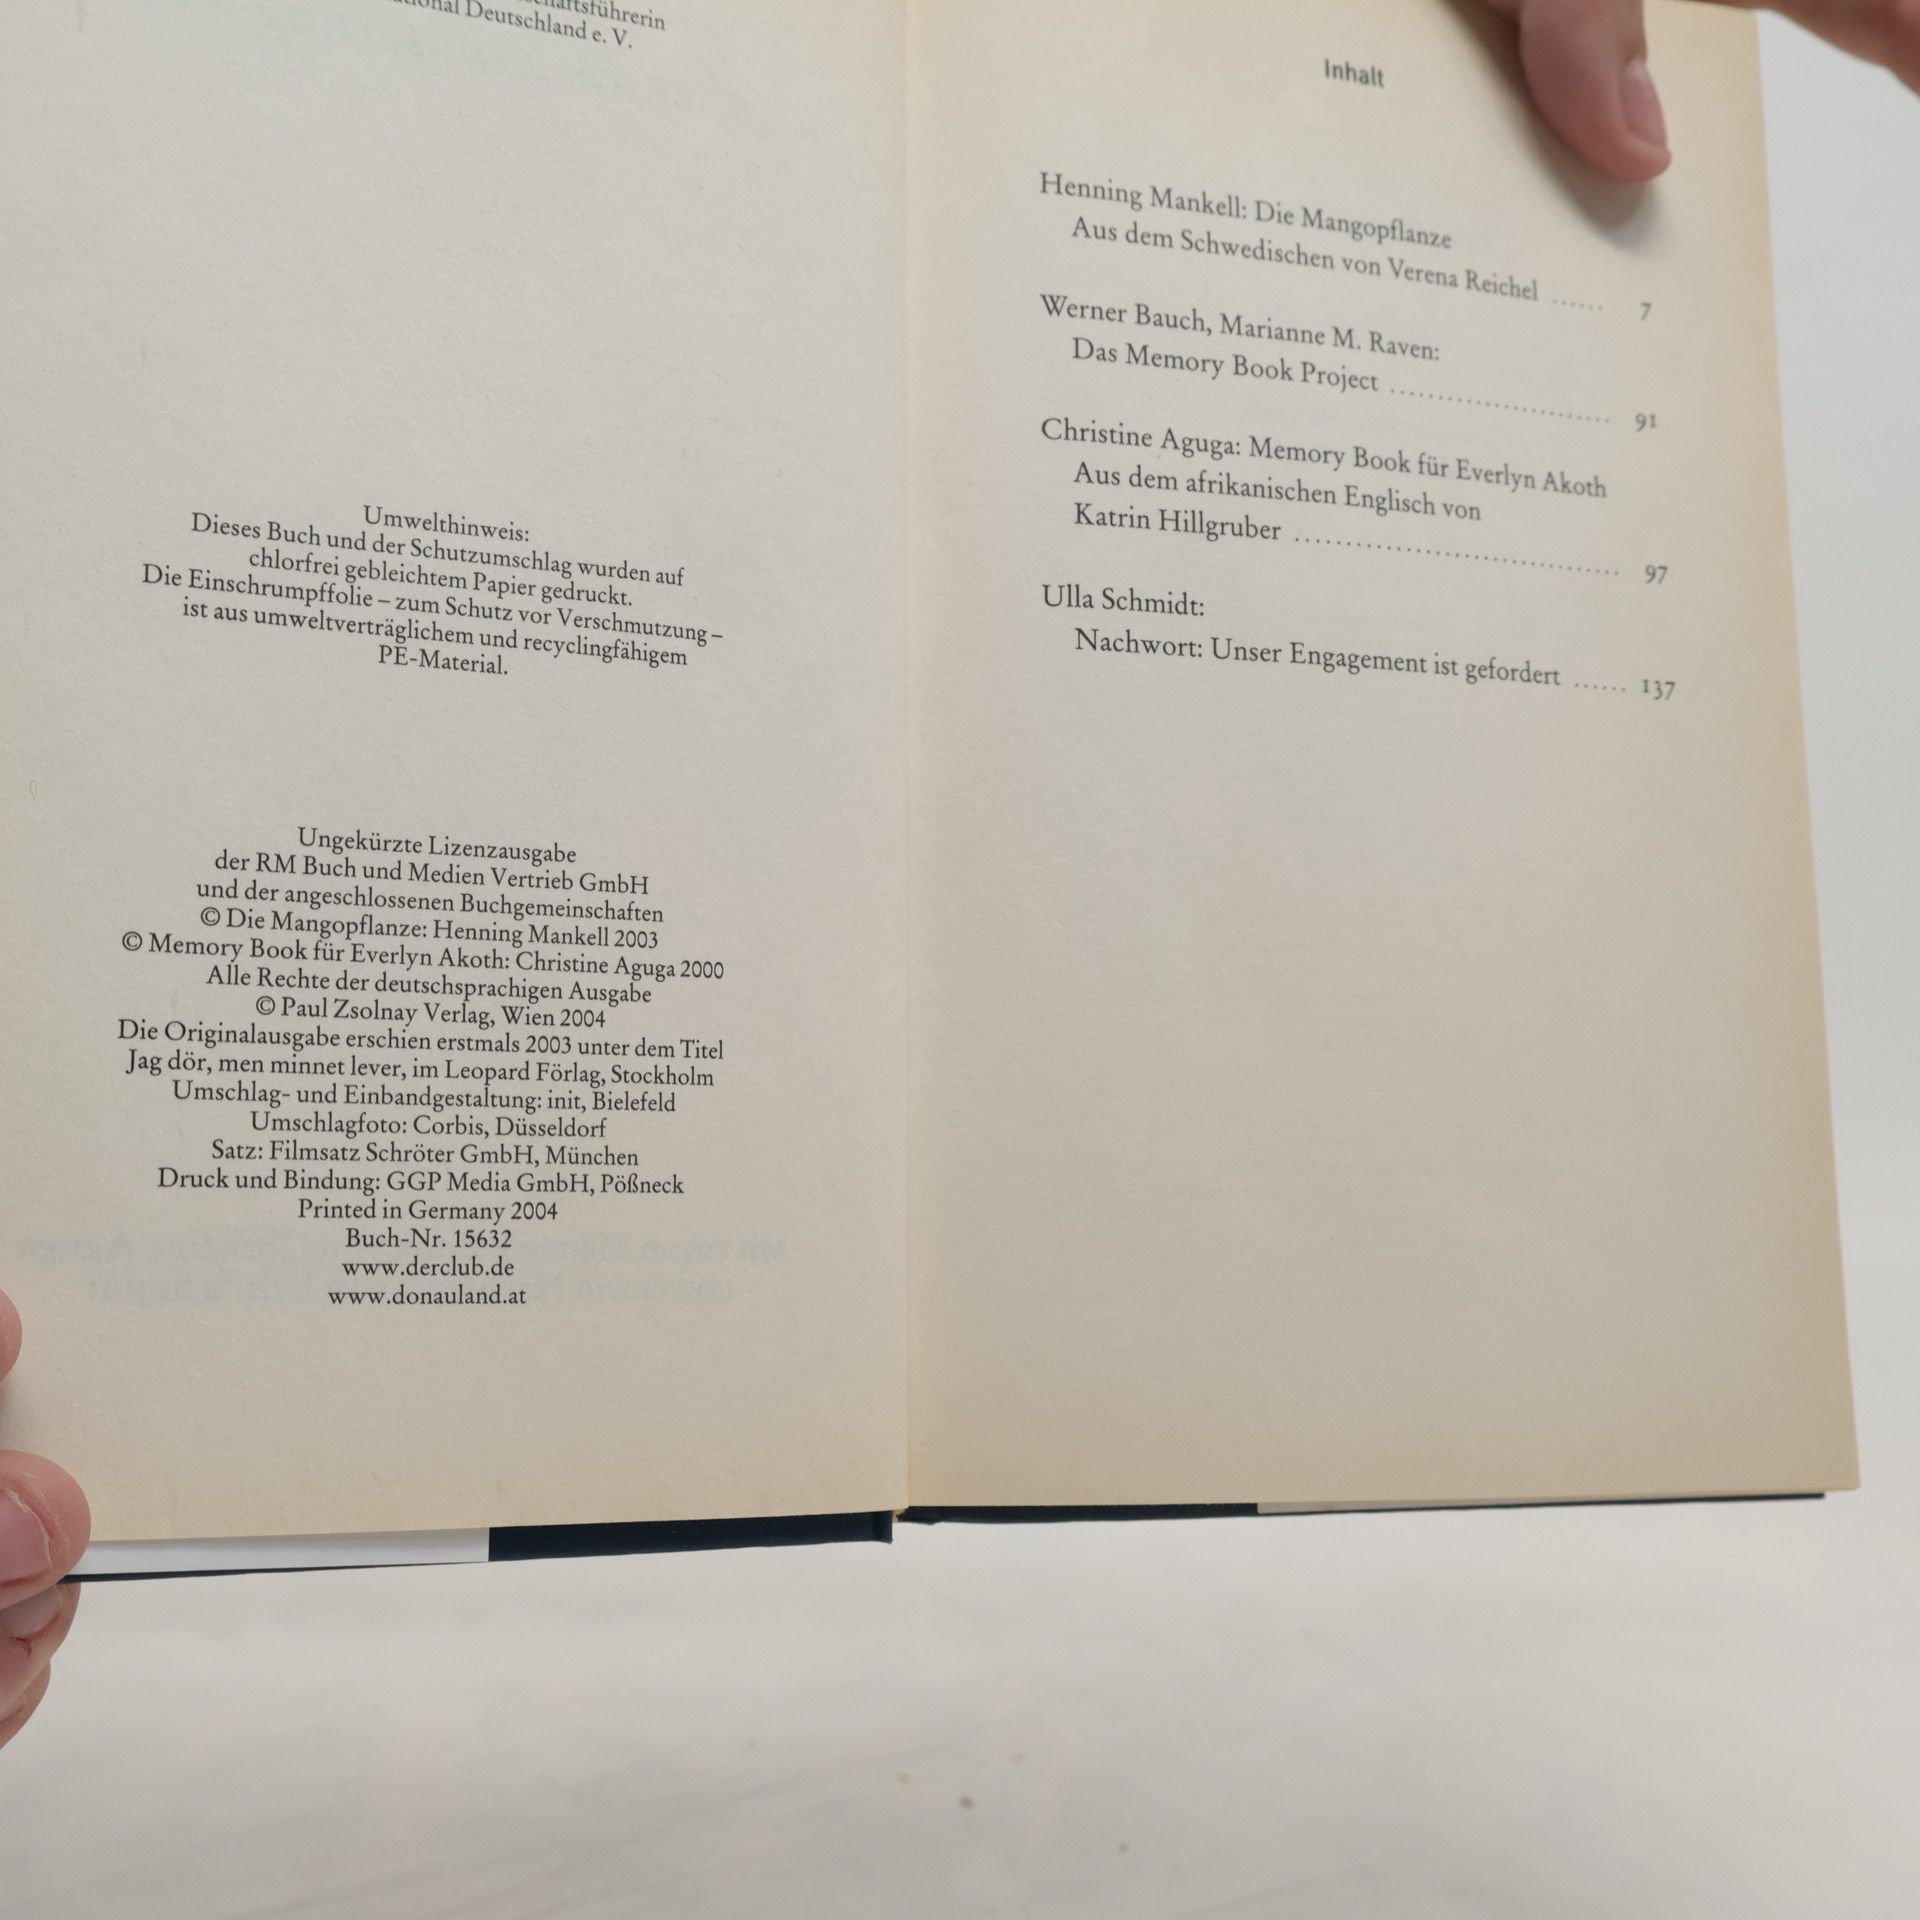 Deutschland e. V.
Umwelthinweis:
Dieses Buch und der Schutzumschlag wurden auf
chlorfrei gebleichtem Papier gedruckt.
Die Einschrumpffolie – zum Schutz vor Verschmutzung –
ist aus umweltverträglichem und recyclingfähigem
PE-Material.
Ungekürzte Lizenzausgabe
der RM Buch und Medien Vertrieb GmbH
und der angeschlossenen Buchgemeinschaften
© Die Mangopflanze: Henning Mankell 2003
© Memory Book für Everlyn Akoth: Christine Aguga 2000
Alle Rechte der deutschsprachigen Ausgabe
© Paul Zsolnay Verlag, Wien 2004
Die Originalausgabe erschien erstmals 2003 unter dem Titel
Jag dör, men minnet lever, im Leopard Förlag, Stockholm
Umschlag- und Einbandgestaltung: init, Bielefeld
Umschlagfoto: Corbis, Düsseldorf
Satz: Filmsatz Schröter GmbH, München
Druck und Bindung: GGP Media GmbH, Pößneck
Printed in Germany 2004
Buch-Nr. 15632
www.derclub.de
www.donauland.at
Inhalt
Henning Mankell: Die Mangopflanze
Aus dem Schwedischen von Verena Reichel ...... 7
Werner Bauch, Marianne M. Raven:
Das Memory Book Project ........................ 91
Christine Aguga: Memory Book für Everlyn Akoth
Aus dem afrikanischen Englisch von
Katrin Hillgruber .................................... 97
Ulla Schmidt:
Nachwort: Unser Engagement ist gefordert ...... 137